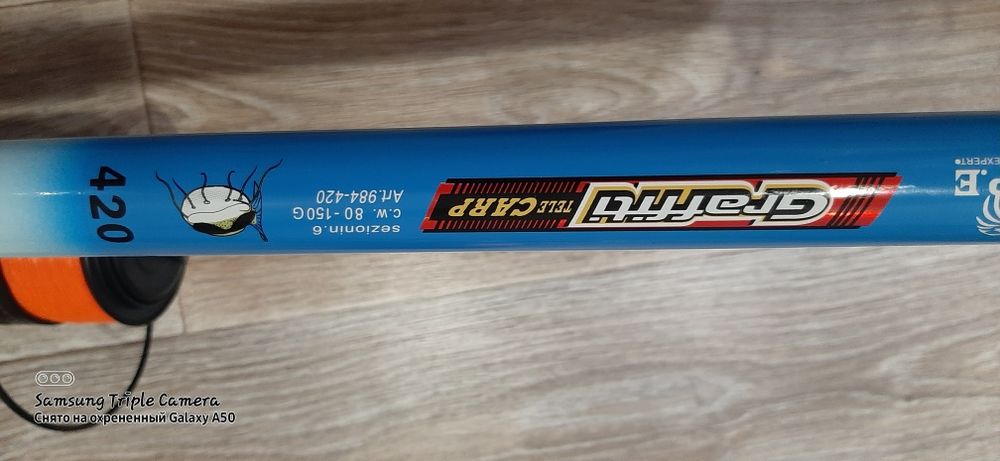 B.E
EXPERT
Graffiti
TELE CARP
sezionin.6
c.w. 80-150G
Art.984-420
420
Samsung Triple Camera
Снято на охрененный Galaxy A50